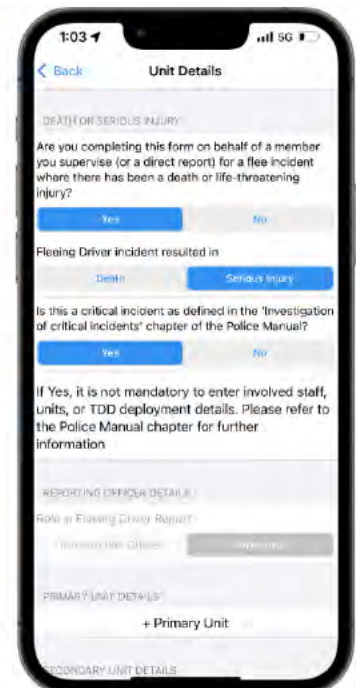 1:03
5G
Back
Unit Details
DEATH OR SERIOUS INJURY
Are you completing this form on behalf of a member
you supervise (or a direct report) for a flee incident
where there has been a death or life-threatening
injury?
Yes
No
Fleeing Driver incident resulted in
Death
Serious Injury
Is this a critical incident as defined in the 'Investigation
of critical incidents' chapter of the Police Manual?
Yes
No
If Yes, it is not mandatory to enter involved staff,
units, or TDD deployment details. Please refer to
the Police Manual chapter for further
information
REPORTING OFFICER DETAILS
Role in Fleeing Driver Report
PRIMARY UNIT DETAILS
+ Primary Unit
SECONDARY UNIT DETAILS